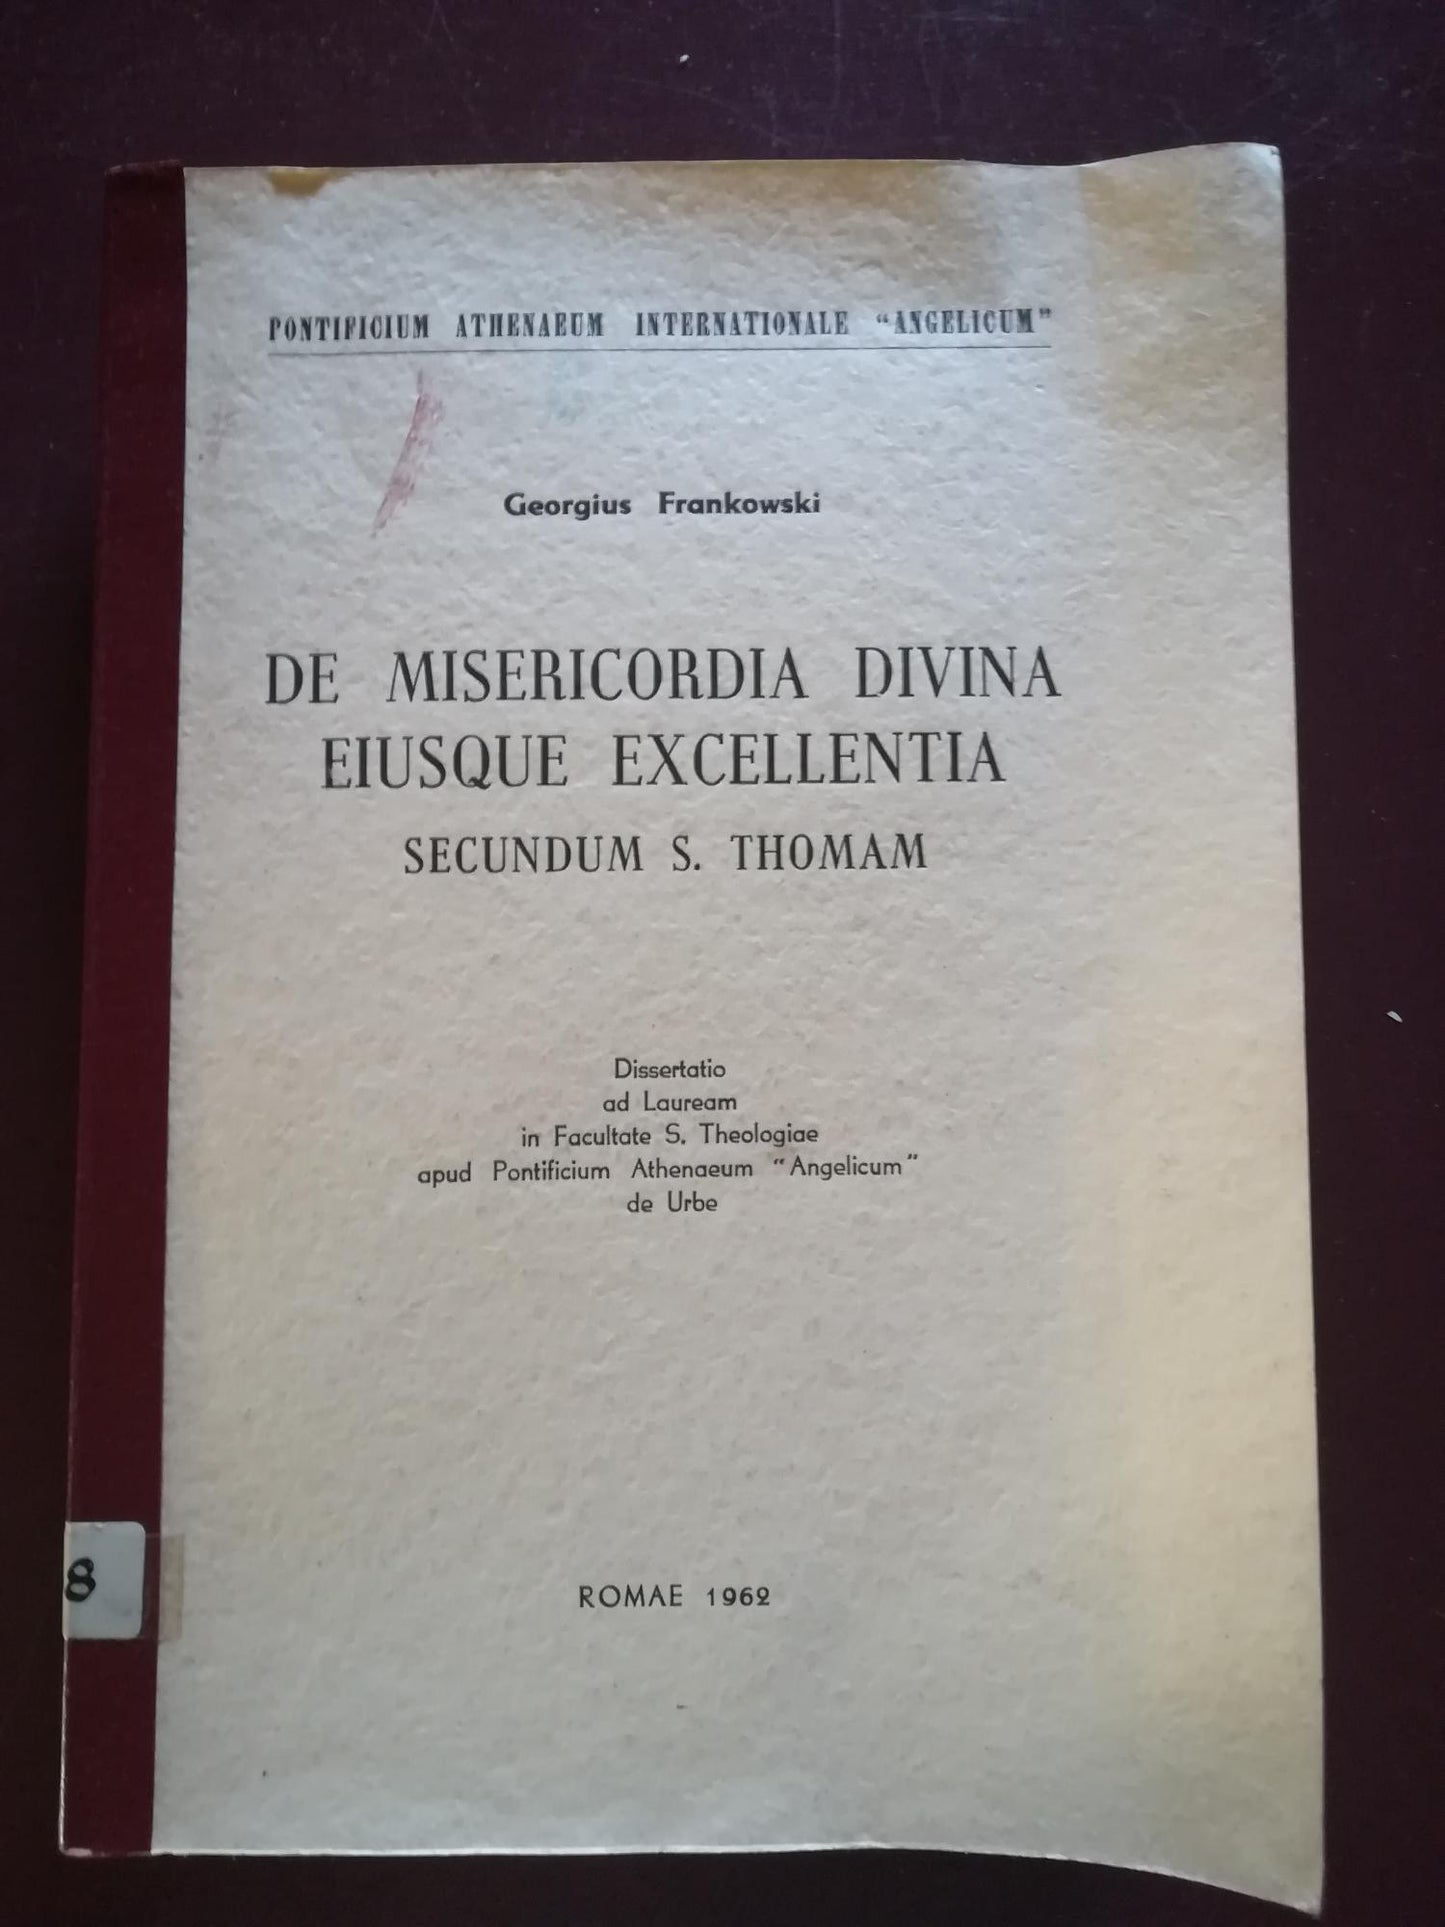 PONTIFICIUM ATHENAEUM INTERNATIONALE “ANGELICUM”
Georgius Frankowski
DE MISERICORDIA DIVINA
EIUSQUE EXCELLENTIA
SECUNDUM S. THOMAM
Dissertatio
ad Lauream
in Facultate S. Theologiae
apud Pontificium Athenaeum “Angelicum”
de Urbe
8
ROMAE 1962